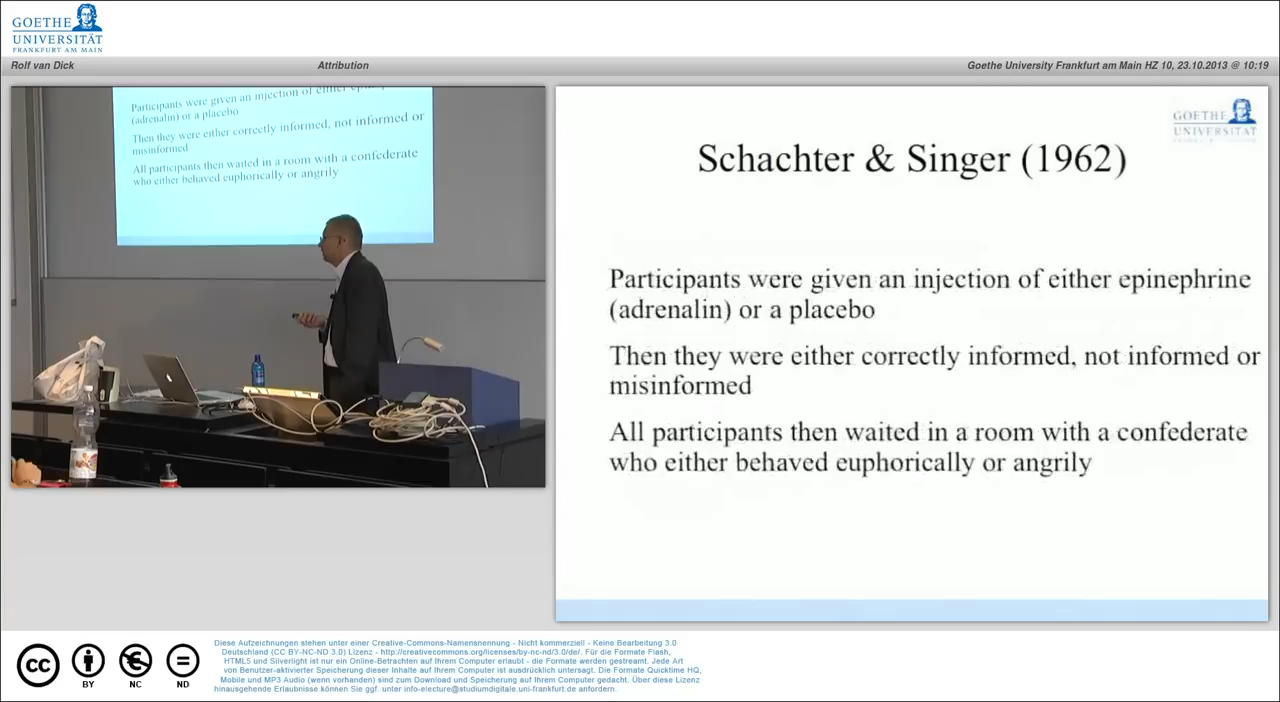 GOETHE
UNIVERSITÄT
FRANKFURT AM MAIN
Rolf van Dick
Attribution
Goethe University Frankfurt am Main HZ 10, 23.10.2013 @ 10:19
Participants were given an injection of either
(adrenalin) or a placebo
Then they were either correctly informed, not informed or
misinformed
All participants then waited in a room with a confederate
who either behaved euphorically or angrily
GOETHE
UNIVERSITÄT
Schachter & Singer (1962)
Participants were given an injection of either epinephrine
(adrenalin) or a placebo
Then they were either correctly informed, not informed or
misinformed
All participants then waited in a room with a confederate
who either behaved euphorically or angrily
cc
BY
NC
ND
Diese Aufzeichnungen stehen unter einer Creative-Commons-Namensnennung - Nicht kommerziell - Keine Bearbeitung 3.0
Deutschland (CC BY-NC-ND 3.0) Lizenz - http://creativecommons.org/licenses/by-nc-nd/3.0/de/. Für die Formate Flash,
HTML5 und Silverlight ist nur ein Online-Betrachten auf Ihrem Computer erlaubt - die Formate werden gestreamt. Jede Art
von Benutzer-aktivierter Speicherung dieser Inhalte auf Ihrem Computer ist ausdrücklich untersagt. Die Formate Quicktime HQ,
Mobile und MP3 Audio (wenn vorhanden) sind zum Download und Speicherung auf Ihrem Computer gedacht. Über diese Lizenz
hinausgehende Erlaubnisse können Sie ggf. unter info-electure@studiumdigitale.uni-frankfurt.de anfordern.